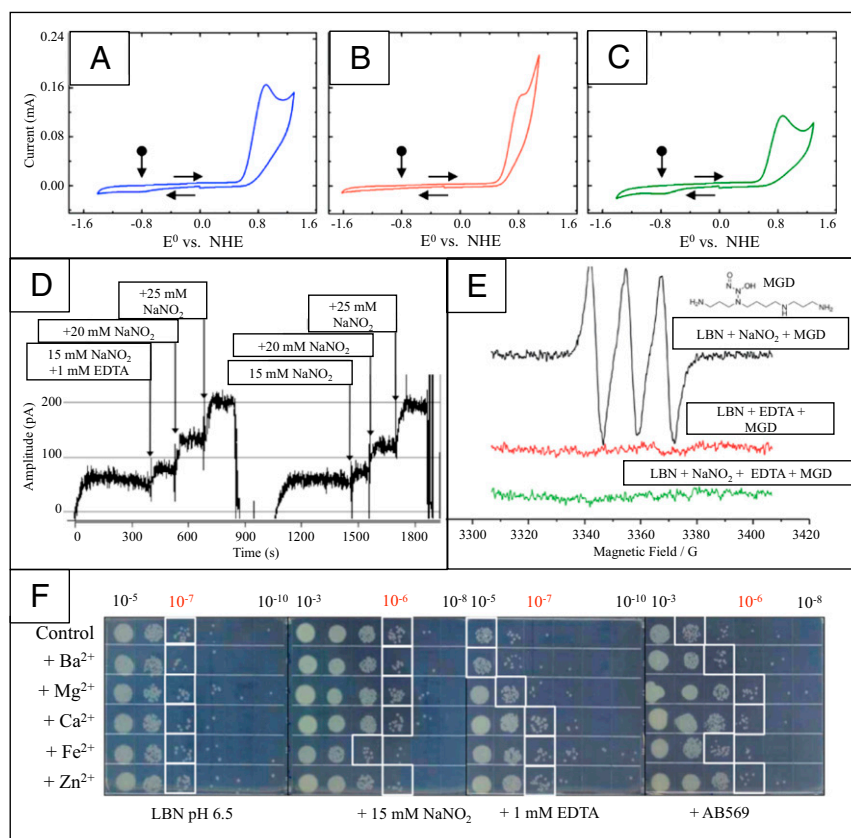 A
B
C
0.24
0.16
0.08
0.00
Current (mA)
-1.6 -0.8 0.0 0.8 1.6
-1.6 -0.8 0.0 0.8 1.6
-1.6 -0.8 0.0 0.8 1.6
E⁰ vs. NHE
E⁰ vs. NHE
E⁰ vs. NHE
D
+25 mM
NaNO₂
+20 mM NaNO₂
15 mM NaNO₂
+1 mM EDTA
+25 mM
NaNO₂
+20 mM NaNO₂
15 mM NaNO₂
200
100
0
Amplitude (pA)
0 300 600 900 1200 1500 1800
Time (s)
E
O
N
N OH
H₂N N N H NH₂
MGD
LBN + NaNO₂ + MGD
LBN + EDTA +
MGD
LBN + NaNO₂ + EDTA + MGD
3300 3320 3340 3360 3380 3400 3420
Magnetic Field / G
F
10⁻⁵ 10⁻⁷ 10⁻¹⁰ 10⁻³ 10⁻⁶ 10⁻⁸ 10⁻⁵ 10⁻⁷ 10⁻¹⁰ 10⁻³ 10⁻⁶ 10⁻⁸
Control
+ Ba²⁺
+ Mg²⁺
+ Ca²⁺
+ Fe²⁺
+ Zn²⁺
LBN pH 6.5 + 15 mM NaNO₂ + 1 mM EDTA + AB569